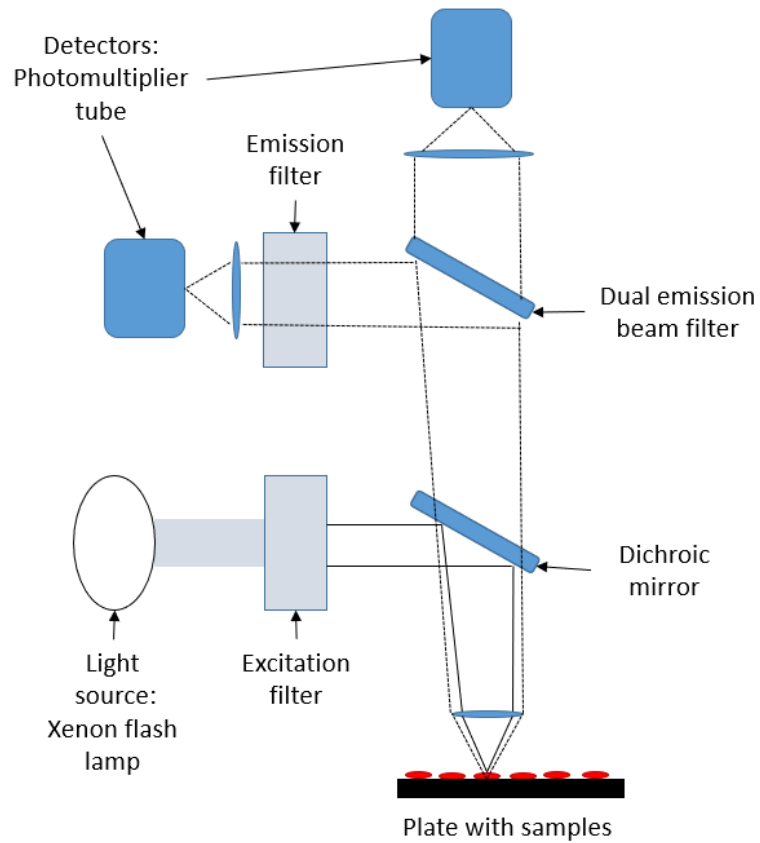 Detectors:
Photomultiplier
tube
Emission
filter
Dual emission
beam filter
Dichroic
mirror
Light
source:
Xenon flash
lamp
Excitation
filter
Plate with samples